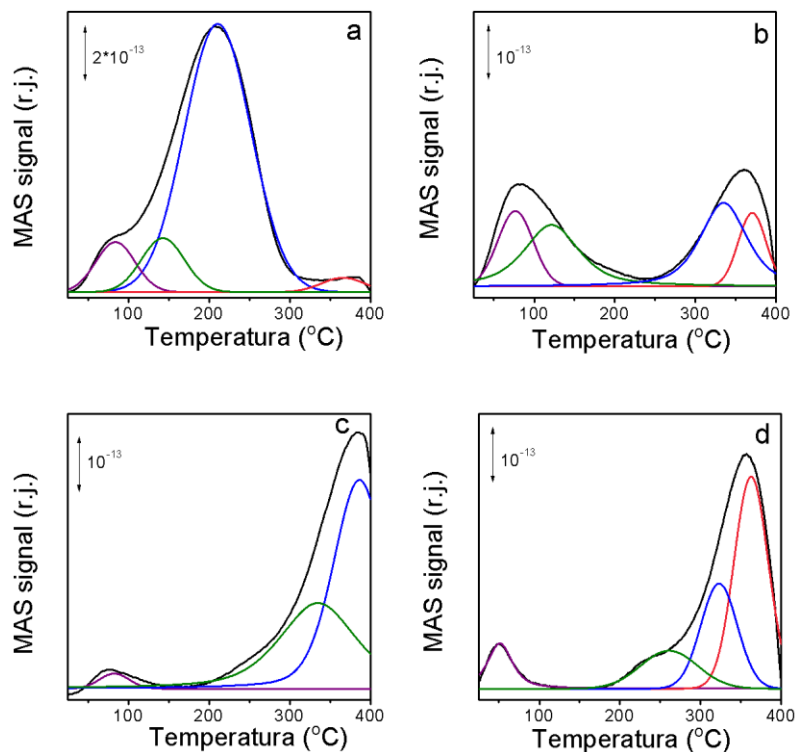 a
2*10⁻¹³
MAS signal (r.j.)
100 200 300 400
Temperatura (°C)
b
10⁻¹³
MAS signal (r.j.)
100 200 300 400
Temperatura (°C)
c
10⁻¹³
MAS signal (r.j.)
100 200 300 400
Temperatura (°C)
d
10⁻¹³
MAS signal (r.j.)
100 200 300 400
Temperatura (°C)